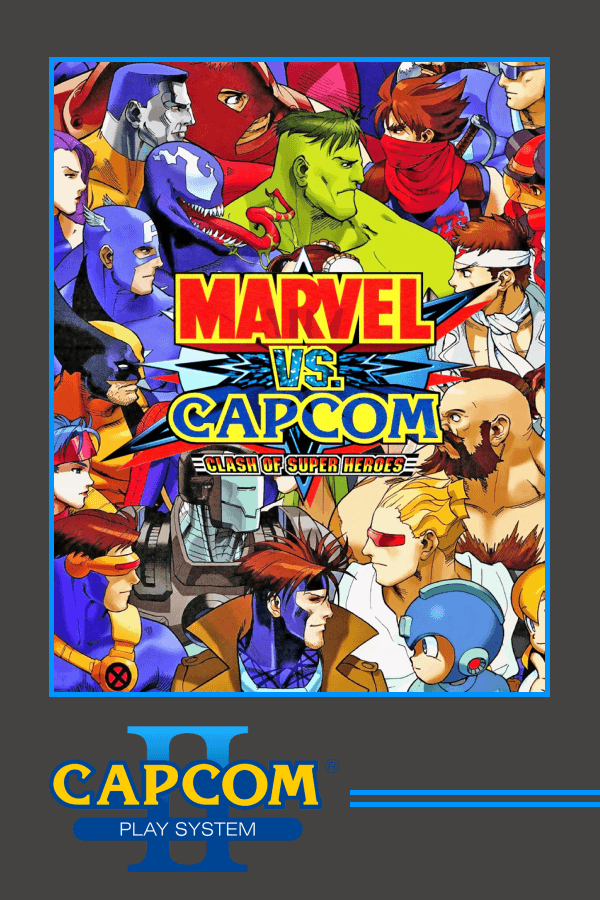 MARVEL
VS.
CAPCOM
CLASH OF SUPER HEROES
II
CAPCOM®
PLAY SYSTEM